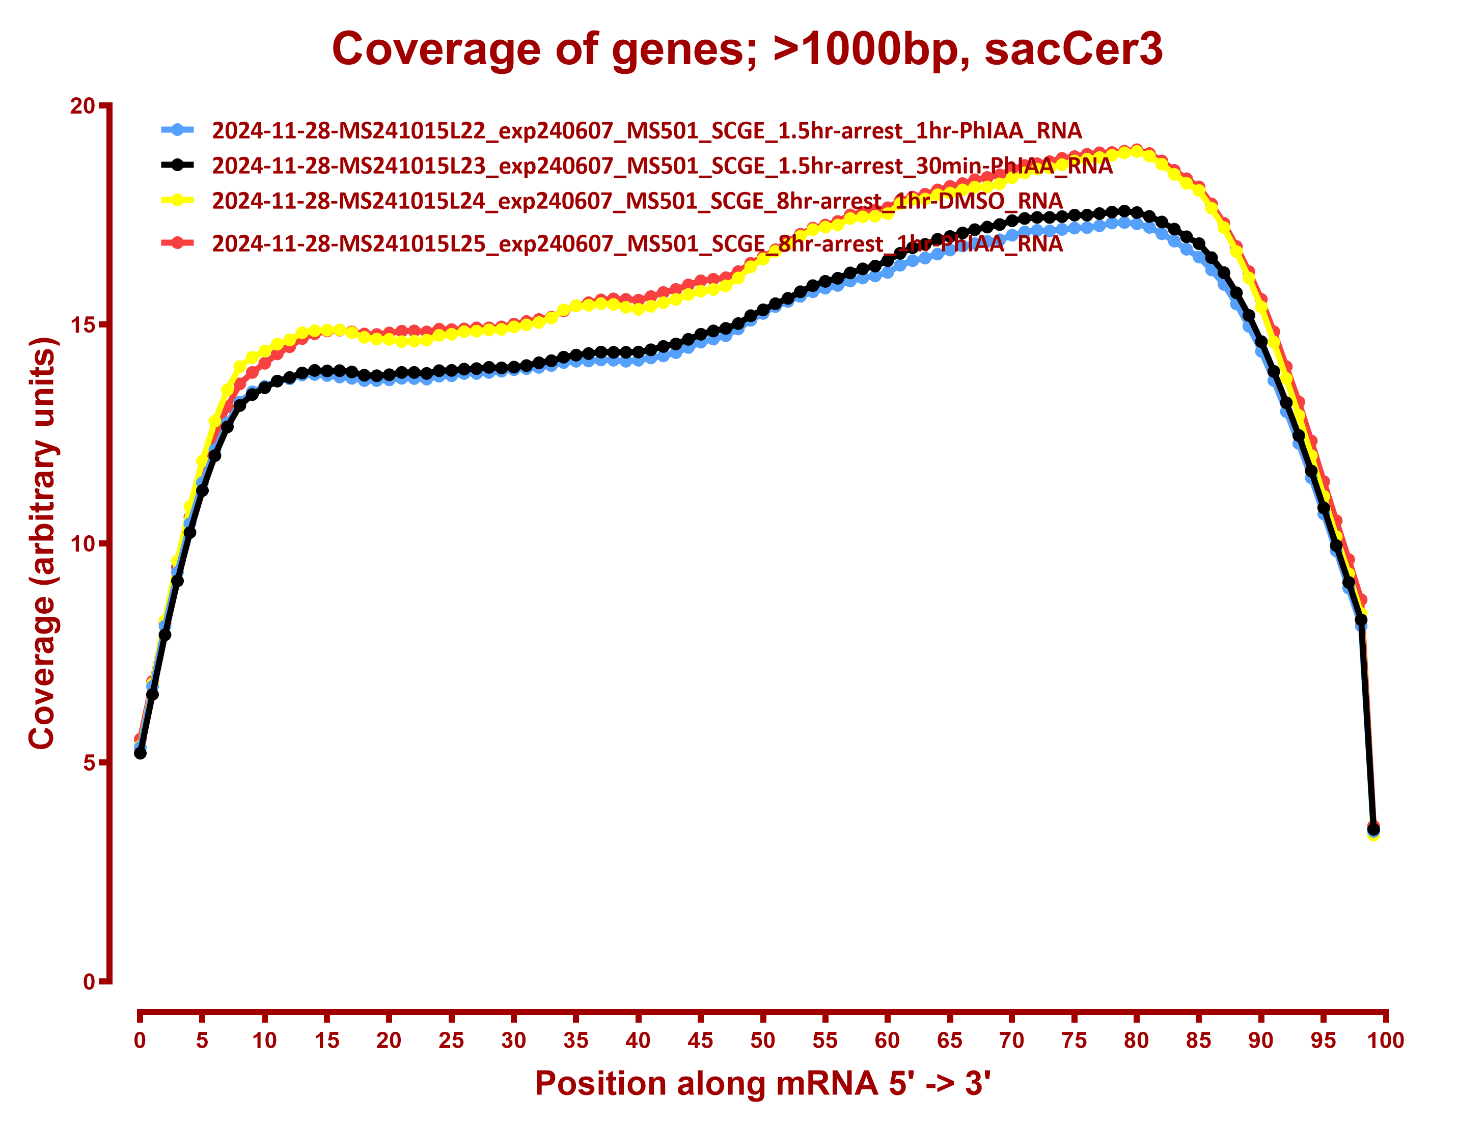 Coverage of genes; >1000bp, sacCer3
20
2024-11-28-MS241015L22_exp240607_MS501_SCGE_1.5hr-arrest_1hr-PhIAA_RNA
2024-11-28-MS241015L23_exp240607_MS501_SCGE_1.5hr-arrest_30min-PhIAA_RNA
2024-11-28-MS241015L24_exp240607_MS501_SCGE_8hr-arrest_1hr-DMSO_RNA
2024-11-28-MS241015L25_exp240607_MS501_SCGE_8hr-arrest_1hr-PhIAA_RNA
15
10
5
0
Coverage (arbitrary units)
0 5 10 15 20 25 30 35 40 45 50 55 60 65 70 75 80 85 90 95 100
Position along mRNA 5' -> 3'